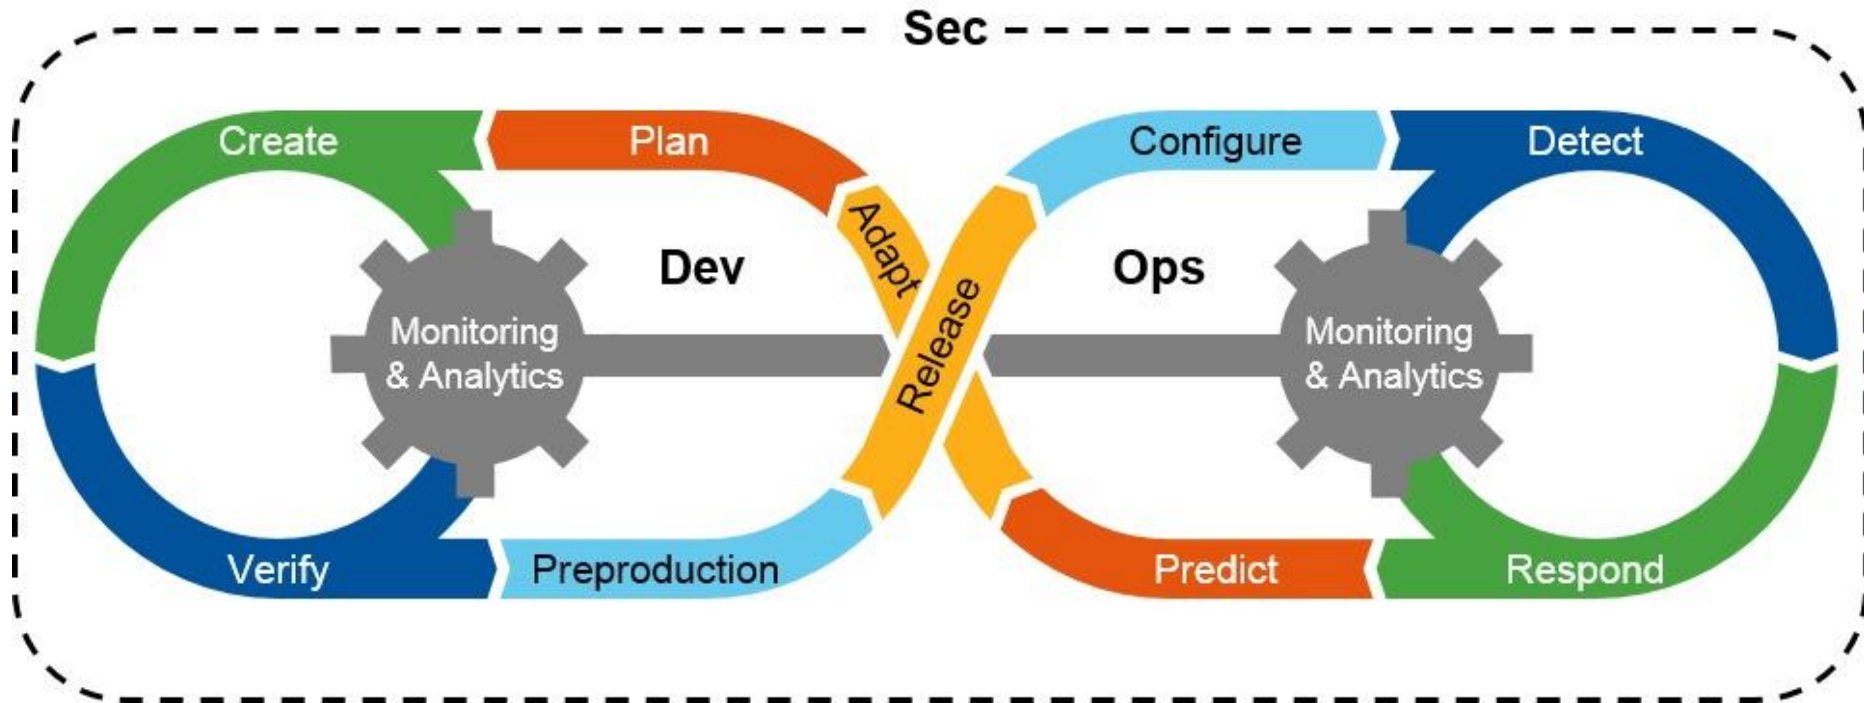 Sec
Create
Plan
Configure
Detect
Adapt
Dev
Ops
Release
Monitoring
& Analytics
Monitoring
& Analytics
Verify
Preproduction
Predict
Respond